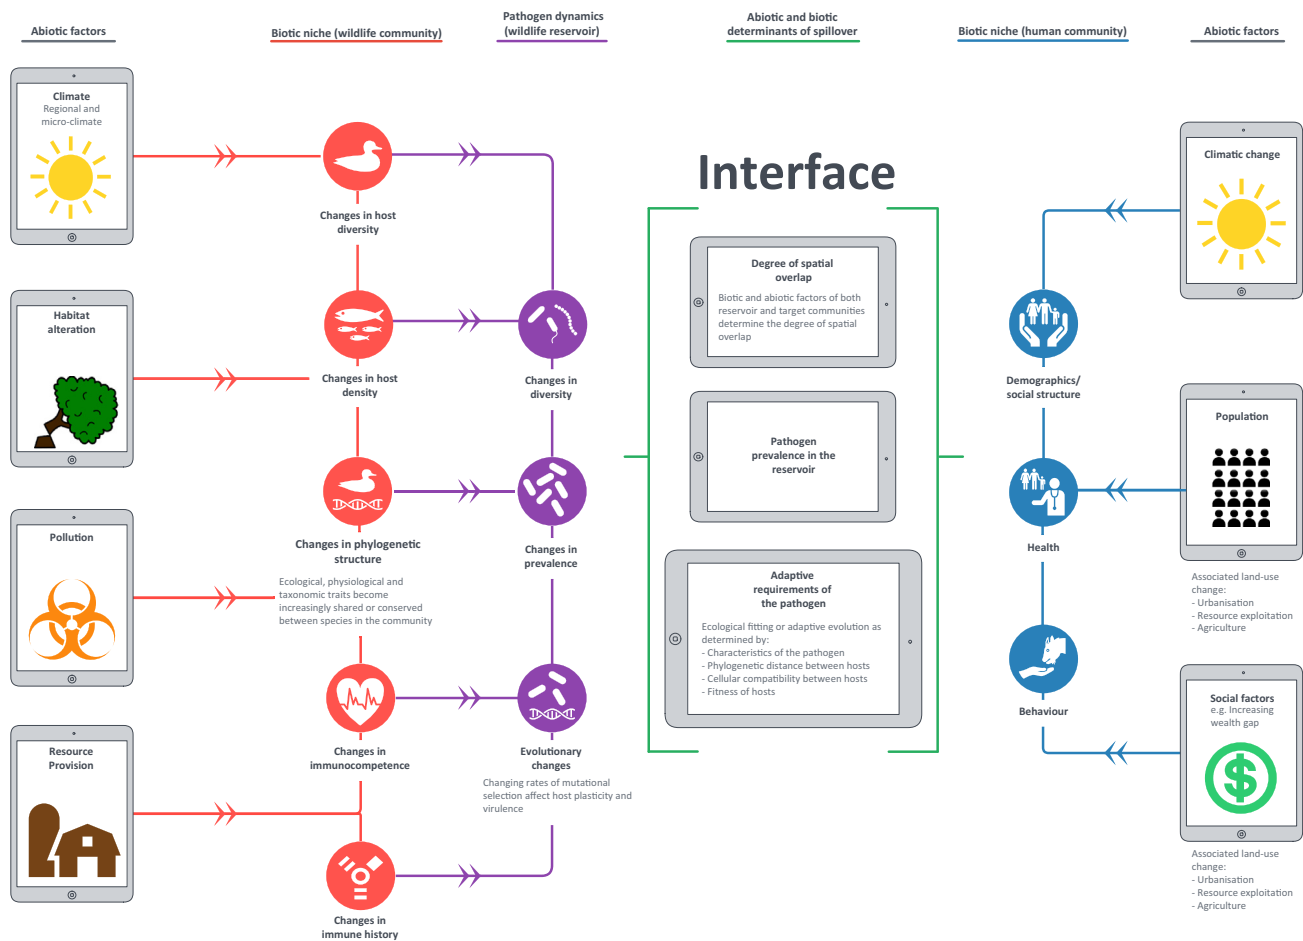 Abiotic factors
Biotic niche (wildlife community)
Pathogen dynamics
(wildlife reservoir)
Abiotic and biotic
determinants of spillover
Biotic niche (human community)
Abiotic factors
Climate
Regional and
micro-climate
Habitat
alteration
Pollution
Resource
Provision
Changes in host
diversity
Changes in host
density
Changes in phylogenetic
structure
Ecological, physiological and
taxonomic traits become
increasingly shared or conserved
between species in the community
Changes in
immunocompetence
Changes in
immune history
Changes in
diversity
Changes in
prevalence
Evolutionary
changes
Changing rates of mutational
selection affect host plasticity and
virulence
Interface
Degree of spatial
overlap
Biotic and abiotic factors of both
reservoir and target communities
determine the degree of spatial
overlap
Pathogen
prevalence in the
reservoir
Adaptive
requirements of
the pathogen
Ecological fitting or adaptive evolution as
determined by:
- Characteristics of the pathogen
- Phylogenetic distance between hosts
- Cellular compatibility between hosts
- Fitness of hosts
Demographics/
social structure
Health
Behaviour
Climatic change
Population
Associated land-use
change:
- Urbanisation
- Resource exploitation
- Agriculture
Social factors
e.g. Increasing
wealth gap
$
Associated land-use
change:
- Urbanisation
- Resource exploitation
- Agriculture